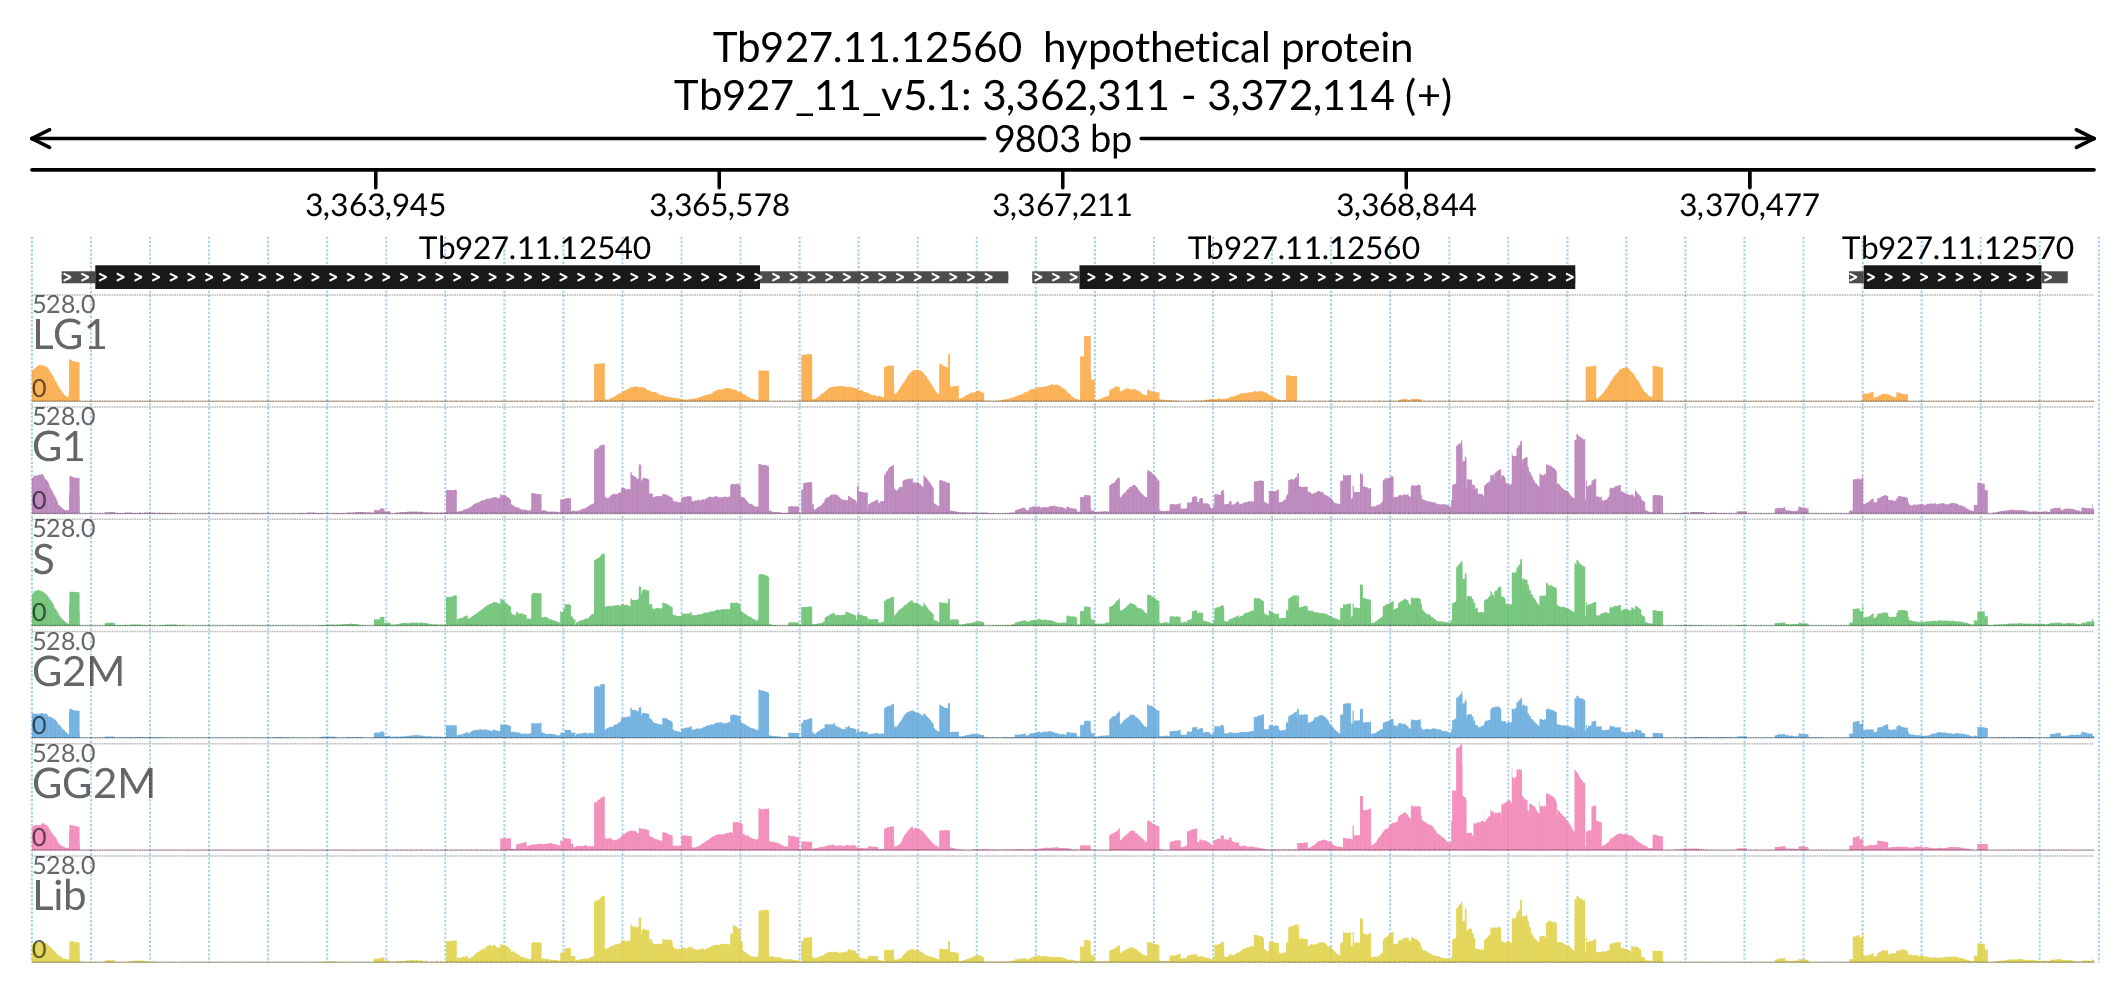 Tb927.11.12560 hypothetical protein
Tb927_11_v5.1: 3,362,311 - 3,372,114 (+)
9803 bp
3,363,945 3,365,578 3,367,211 3,368,844 3,370,477
Tb927.11.12540 Tb927.11.12560 Tb927.11.12570
528.0
LG1
0
528.0
G1
0
528.0
S
0
528.0
G2M
0
528.0
GG2M
0
528.0
Lib
0